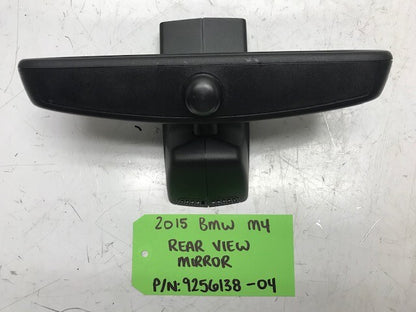 2015 BMW M4
REAR VIEW
MIRROR
P/N: 9256138-04